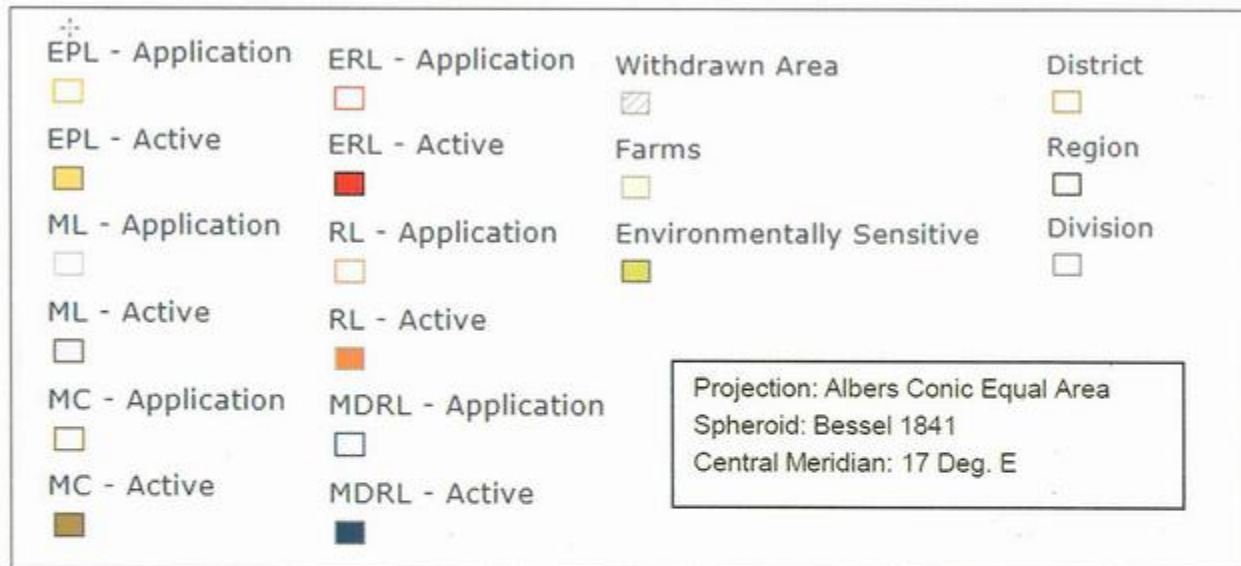 EPL - Application
EPL - Active
ML - Application
ML - Active
MC - Application
MC - Active
ERL - Application
ERL - Active
RL - Application
RL - Active
MDRL - Application
MDRL - Active
Withdrawn Area
Farms
Environmentally Sensitive
District
Region
Division
Projection: Albers Conic Equal Area
Spheroid: Bessel 1841
Central Meridian: 17 Deg. E